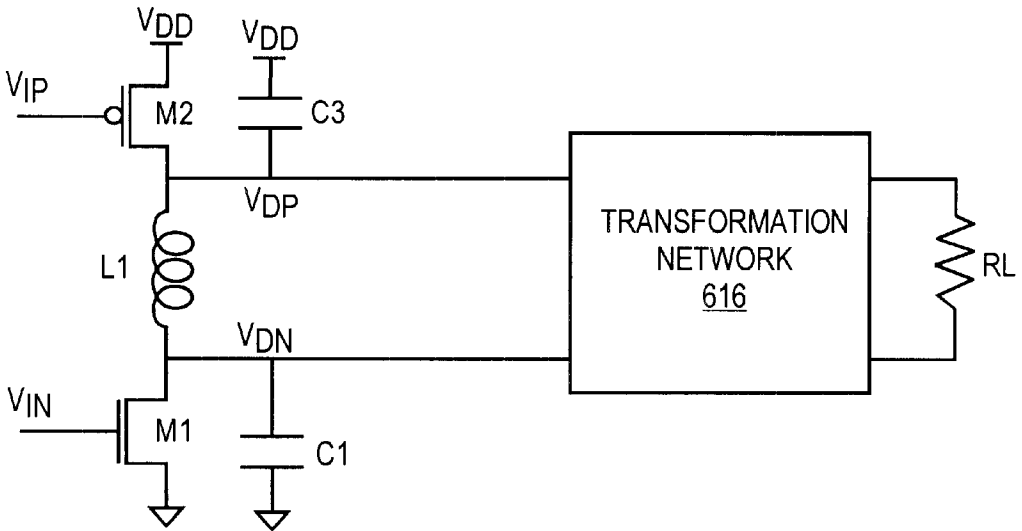 VDD
VDD
VIP
M2
C3
VDP
TRANSFORMATION
NETWORK
616
RL
L1
VDN
VIN
M1
C1